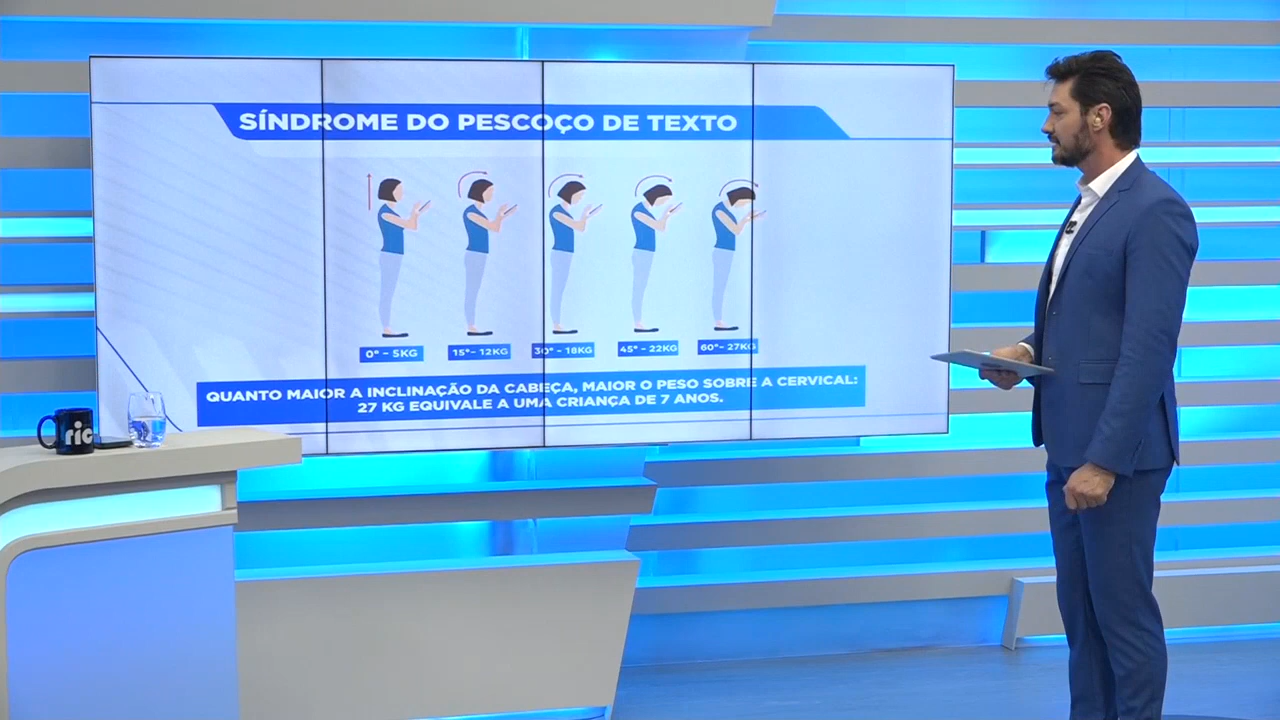 SÍNDROME DO PESCOÇO DE TEXTO
0° - 5KG
15°- 12KG
30° - 18KG
45° - 22KG
60°- 27KG
QUANTO MAIOR A INCLINAÇÃO DA CABEÇA, MAIOR O PESO SOBRE A CERVICAL:
27 KG EQUIVALE A UMA CRIANÇA DE 7 ANOS.
ric